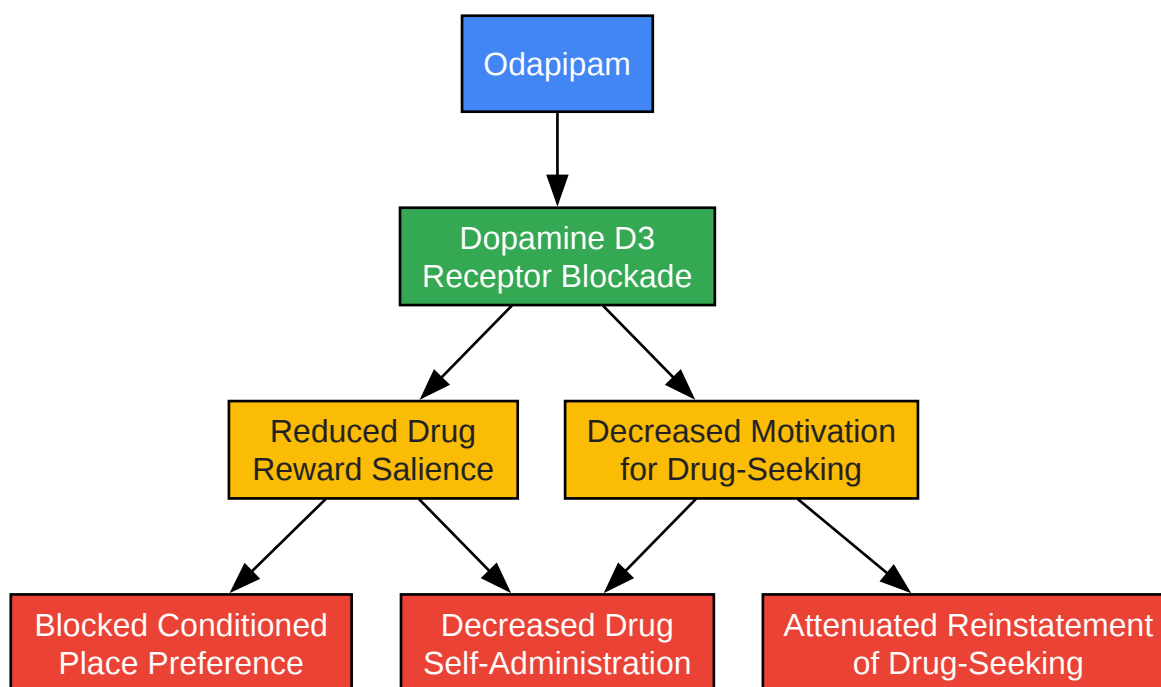 Odapipam
Dopamine D3
Receptor Blockade
Reduced Drug
Reward Salience
Decreased Motivation
for Drug-Seeking
Blocked Conditioned
Place Preference
Decreased Drug
Self-Administration
Attenuated Reinstatement
of Drug-Seeking